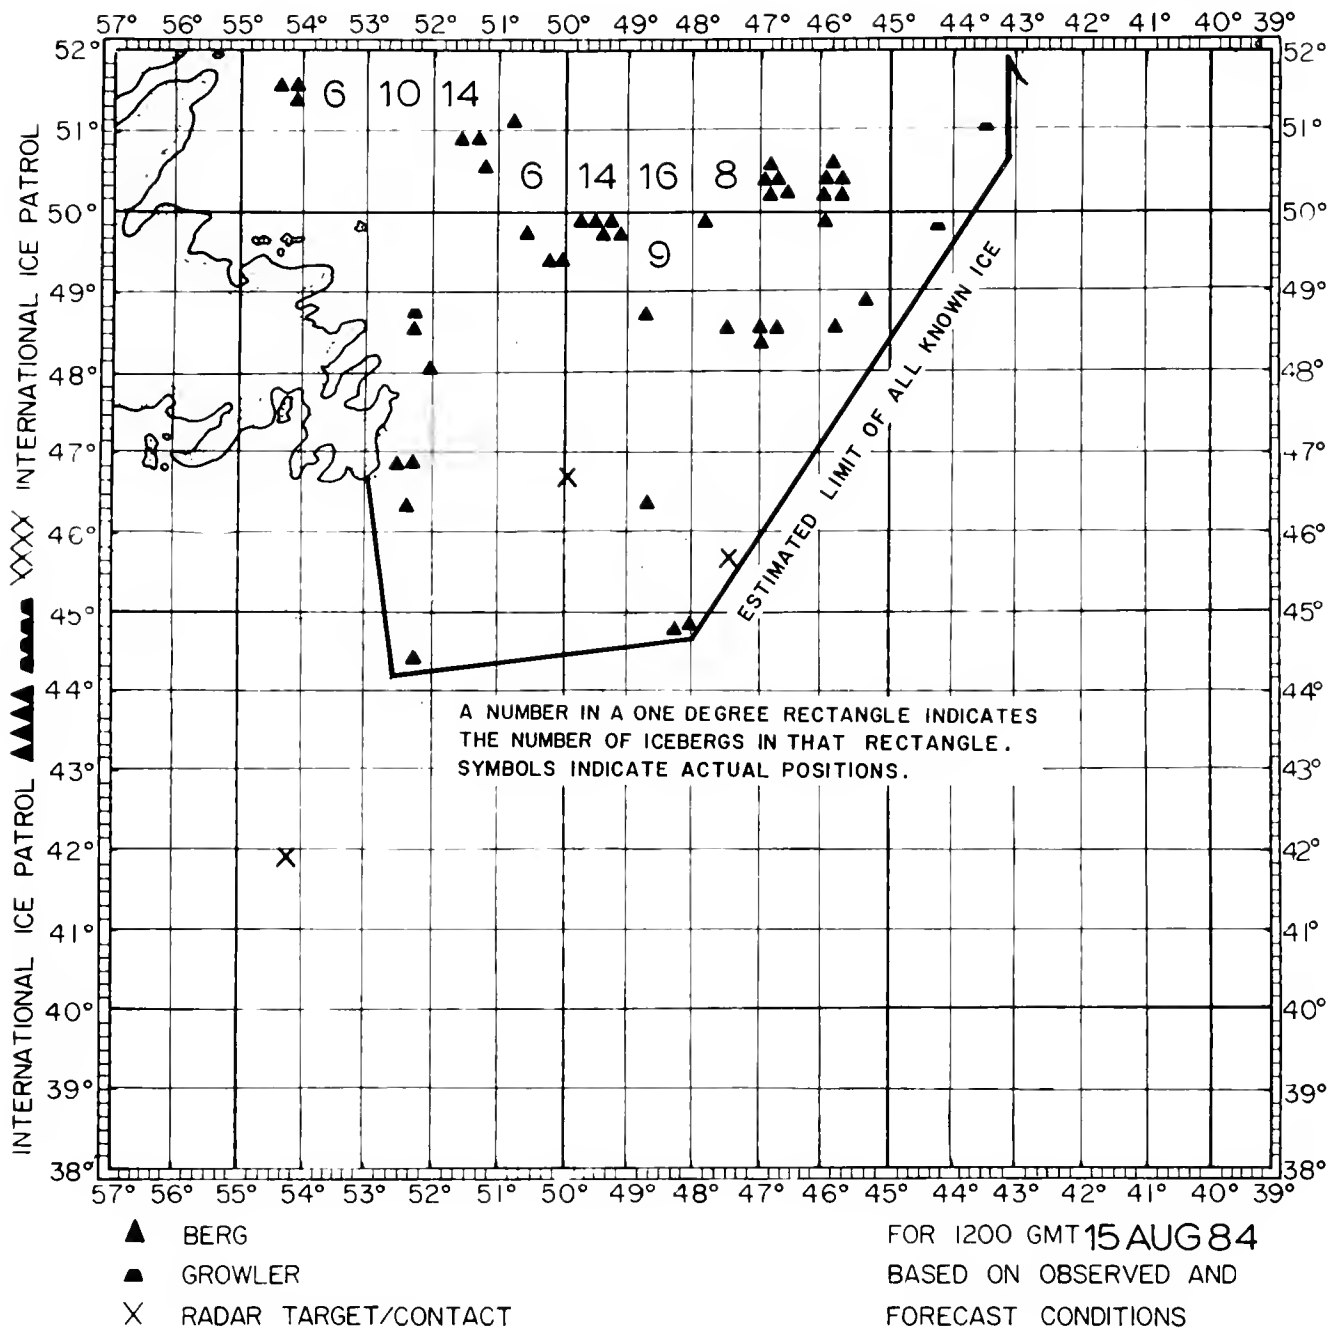 57° 56° 55° 54° 53° 52° 51° 50° 49° 48° 47° 46° 45° 44° 43° 42° 41° 40° 39°
52° 52°
6 10 14
51° 51°
6 14 16 8
50° 50°
9
49° 49°
48° 48°
47° 47°
46° 46°
45° 45°
44° 44°
43° 43°
42° 42°
41° 41°
40° 40°
39° 39°
38° 38°
57° 56° 55° 54° 53° 52° 51° 50° 49° 48° 47° 46° 45° 44° 43° 42° 41° 40° 39°
INTERNATIONAL ICE PATROL
INTERNATIONAL ICE PATROL
ESTIMATED LIMIT OF ALL KNOWN ICE
A NUMBER IN A ONE DEGREE RECTANGLE INDICATES
THE NUMBER OF ICEBERGS IN THAT RECTANGLE.
SYMBOLS INDICATE ACTUAL POSITIONS.
BERG
GROWLER
RADAR TARGET/CONTACT
FOR 1200 GMT 15 AUG 84
BASED ON OBSERVED AND
FORECAST CONDITIONS